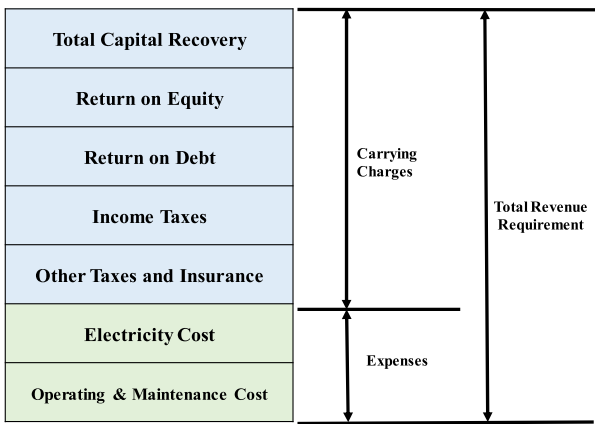 Total Capital Recovery
Return on Equity
Return on Debt
Income Taxes
Other Taxes and Insurance
Electricity Cost
Operating & Maintenance Cost
Carrying
Charges
Expenses
Total Revenue
Requirement